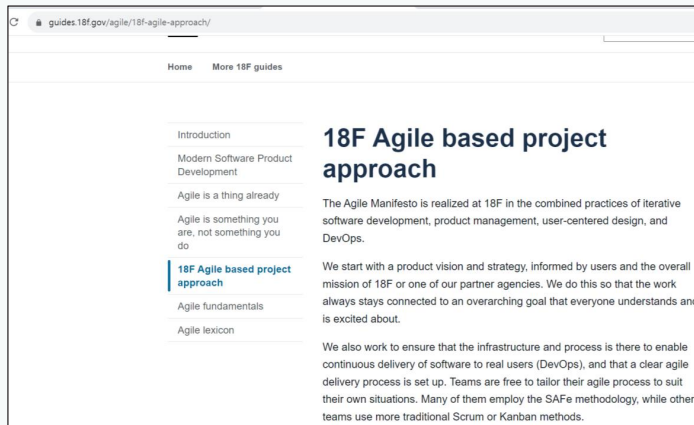 guides.18f.gov/agile/18f-agile-approach/
Home More 18F guides
Introduction
Modern Software Product
Development
Agile is a thing already
Agile is something you
are, not something you
do
18F Agile based project
approach
Agile fundamentals
Agile lexicon
18F Agile based project
approach
The Agile Manifesto is realized at 18F in the combined practices of iterative
software development, product management, user-centered design, and
DevOps.
We start with a product vision and strategy, informed by users and the overall
mission of 18F or one of our partner agencies. We do this so that the work
always stays connected to an overarching goal that everyone understands and
is excited about.
We also work to ensure that the infrastructure and process is there to enable
continuous delivery of software to real users (DevOps), and that a clear agile
delivery process is set up. Teams are free to tailor their agile process to suit
their own situations. Many of them employ the SAFe methodology, while other
teams use more traditional Scrum or Kanban methods.